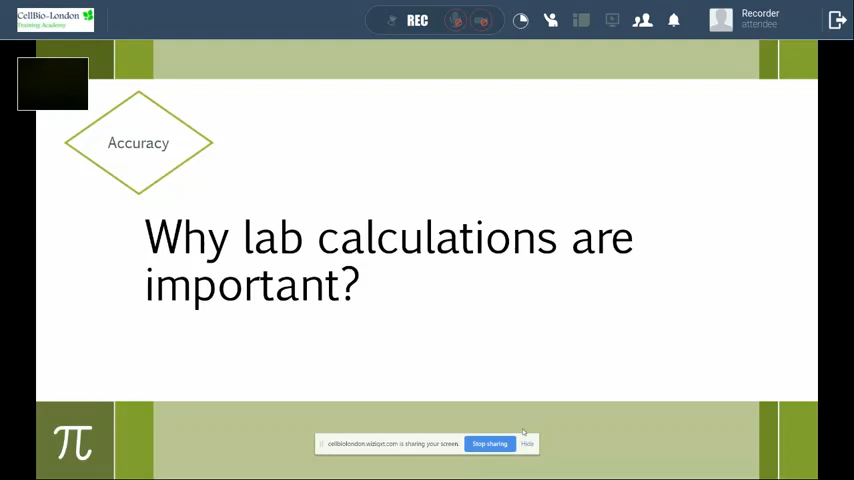 CellBio-London
Training Academy
REC
Recorder
attendee
Accuracy
Why lab calculations are
important?
π
cellbiolondon.wiziqxt.com is sharing your screen.
Stop sharing
Hide